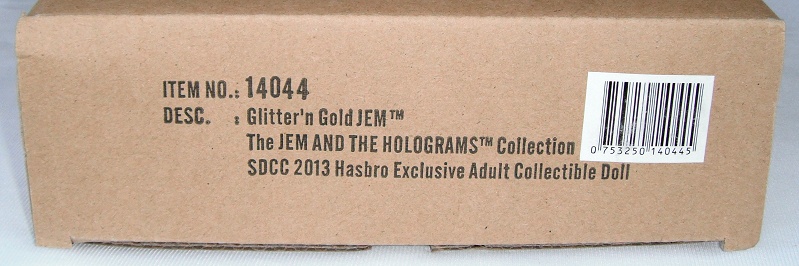 ITEM NO.: 14044
DESC. : Glitter'n Gold JEM™
The JEM AND THE HOLOGRAMS™ Collection
SDCC 2013 Hasbro Exclusive Adult Collectible Doll
0 753250 140445